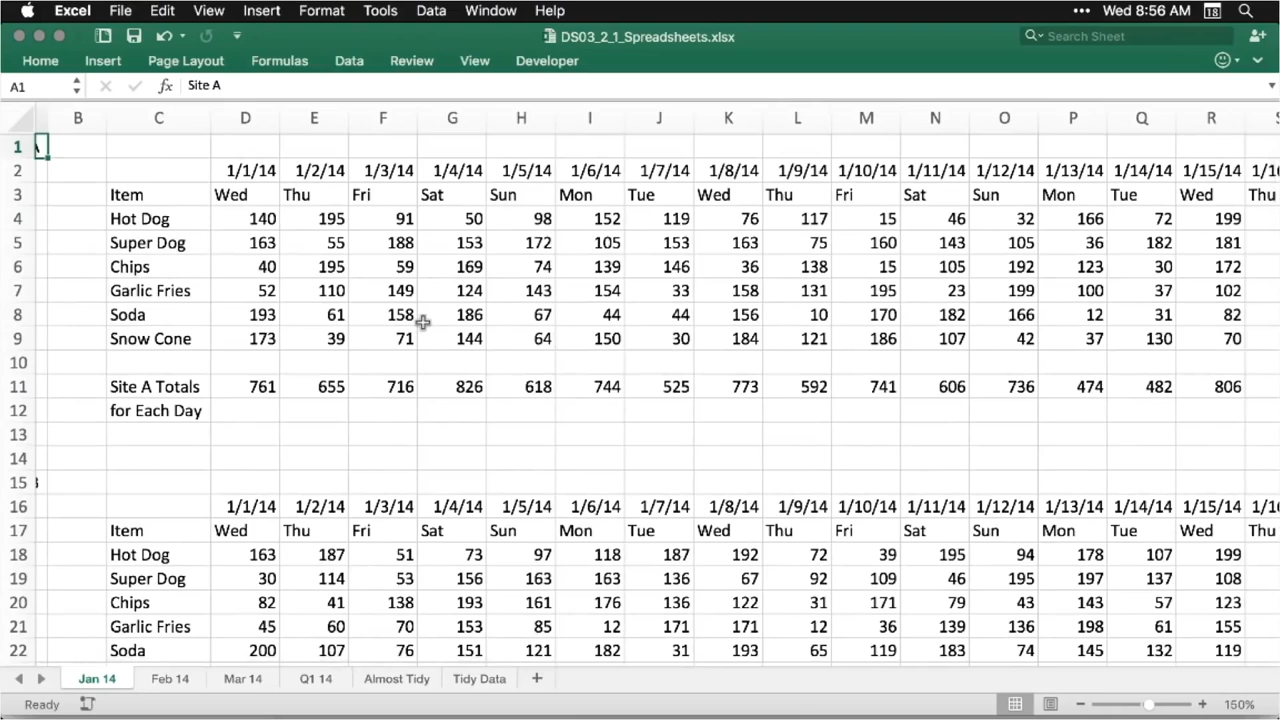 Excel File Edit View Insert Format Tools Data Window Help ••• Wed 8:56 AM 18
DS03_2_1_Spreadsheets.xlsx Search Sheet
Home Insert Page Layout Formulas Data Review View Developer
A1 fx Site A
B C D E F G H I J K L M N O P Q R
1
2 1/1/14 1/2/14 1/3/14 1/4/14 1/5/14 1/6/14 1/7/14 1/8/14 1/9/14 1/10/14 1/11/14 1/12/14 1/13/14 1/14/14 1/15/14
3 Item Wed Thu Fri Sat Sun Mon Tue Wed Thu Fri Sat Sun Mon Tue Wed Thu
4 Hot Dog 140 195 91 50 98 152 119 76 117 15 46 32 166 72 199
5 Super Dog 163 55 188 153 172 105 153 163 75 160 143 105 36 182 181
6 Chips 40 195 59 169 74 139 146 36 138 15 105 192 123 30 172
7 Garlic Fries 52 110 149 124 143 154 33 158 131 195 23 199 100 37 102
8 Soda 193 61 158 186 67 44 44 156 10 170 182 166 12 31 82
9 Snow Cone 173 39 71 144 64 150 30 184 121 186 107 42 37 130 70
10
11 Site A Totals 761 655 716 826 618 744 525 773 592 741 606 736 474 482 806
12 for Each Day
13
14
15
16 1/1/14 1/2/14 1/3/14 1/4/14 1/5/14 1/6/14 1/7/14 1/8/14 1/9/14 1/10/14 1/11/14 1/12/14 1/13/14 1/14/14 1/15/14
17 Item Wed Thu Fri Sat Sun Mon Tue Wed Thu Fri Sat Sun Mon Tue Wed Thu
18 Hot Dog 163 187 51 73 97 118 187 192 72 39 195 94 178 107 199
19 Super Dog 30 114 53 156 163 163 136 67 92 109 46 195 197 137 108
20 Chips 82 41 138 193 161 176 136 122 31 171 79 43 143 57 123
21 Garlic Fries 45 60 70 153 85 12 171 171 12 36 139 136 198 61 155
22 Soda 200 107 76 151 121 182 31 193 65 119 183 74 145 132 119
Jan 14 Feb 14 Mar 14 Q1 14 Almost Tidy Tidy Data +
Ready 150%